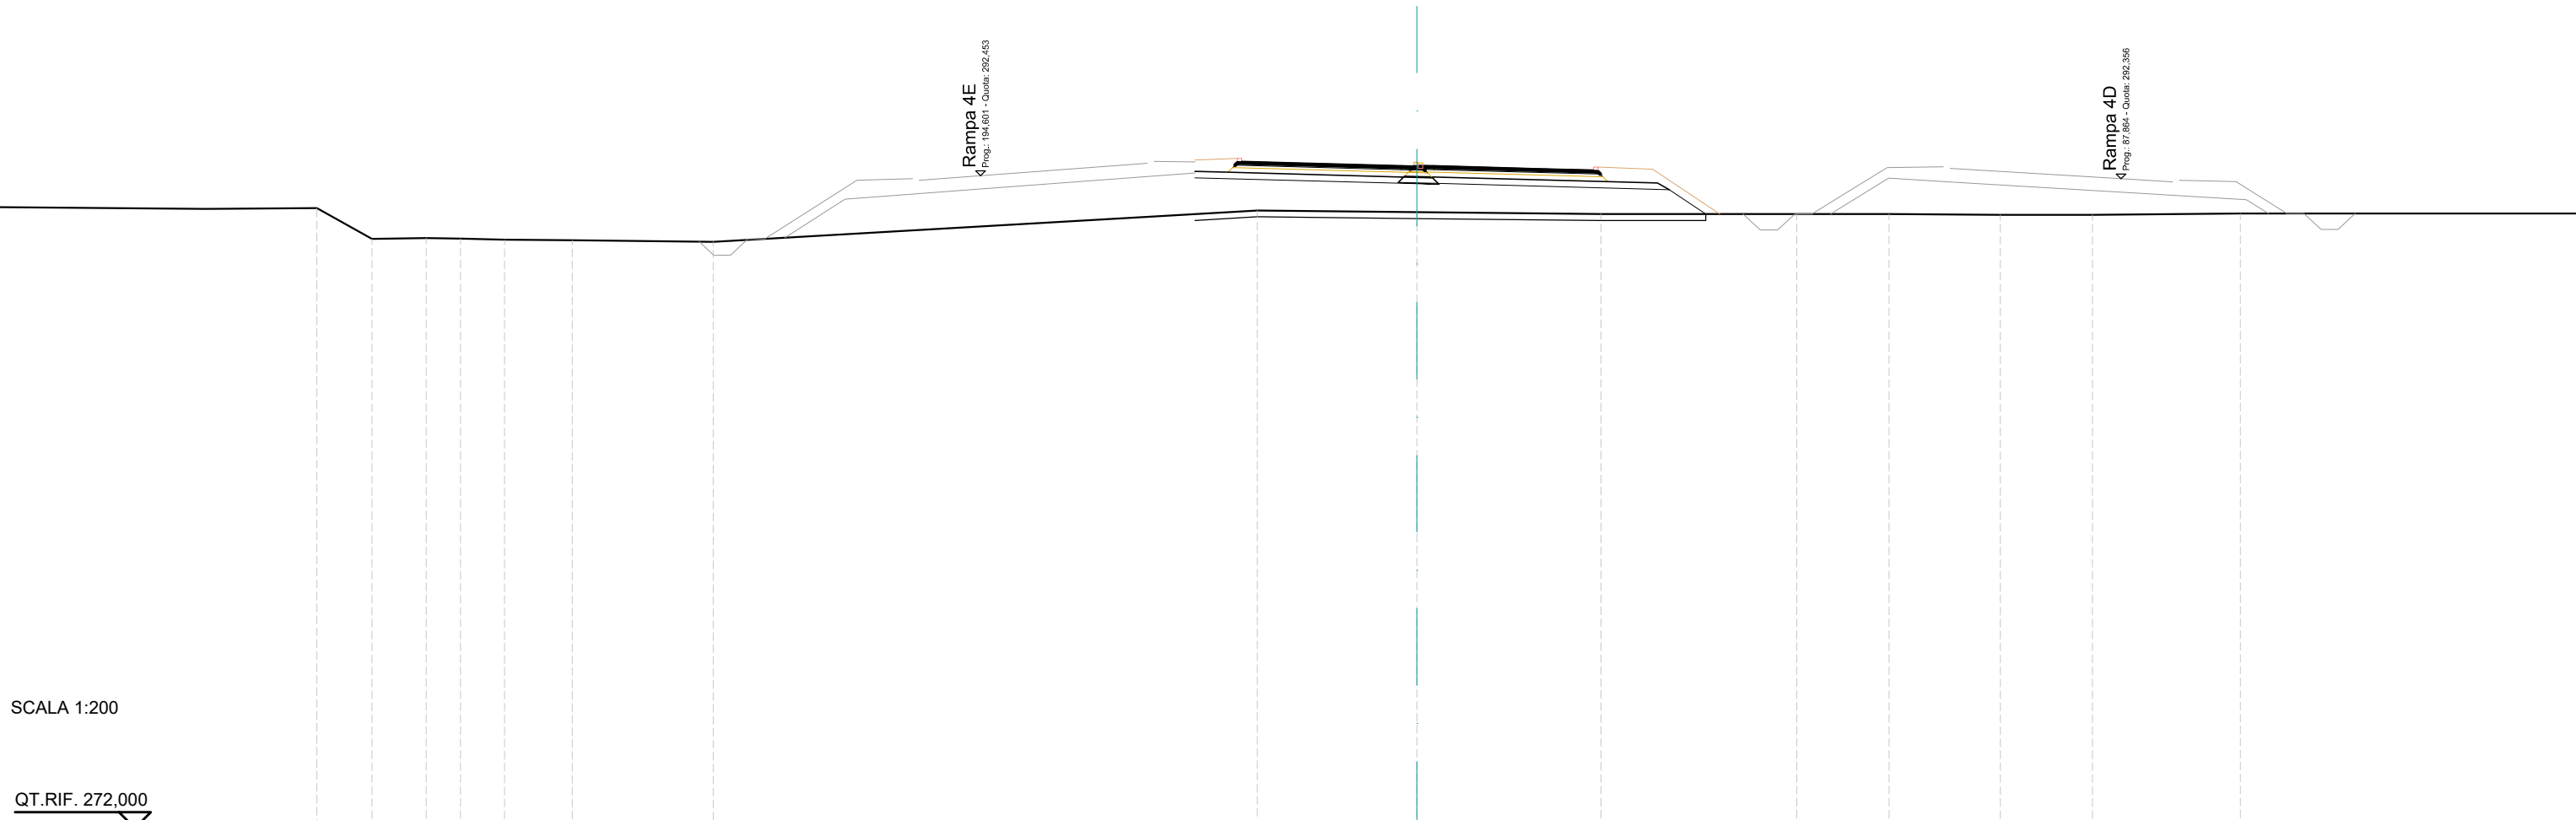 Rampa 4E
Prog.: 194,601 - Quota: 292,453
Rampa 4D
Prog.: 87,864 - Quota: 292,356
SCALA 1:200
QT.RIF. 272,000